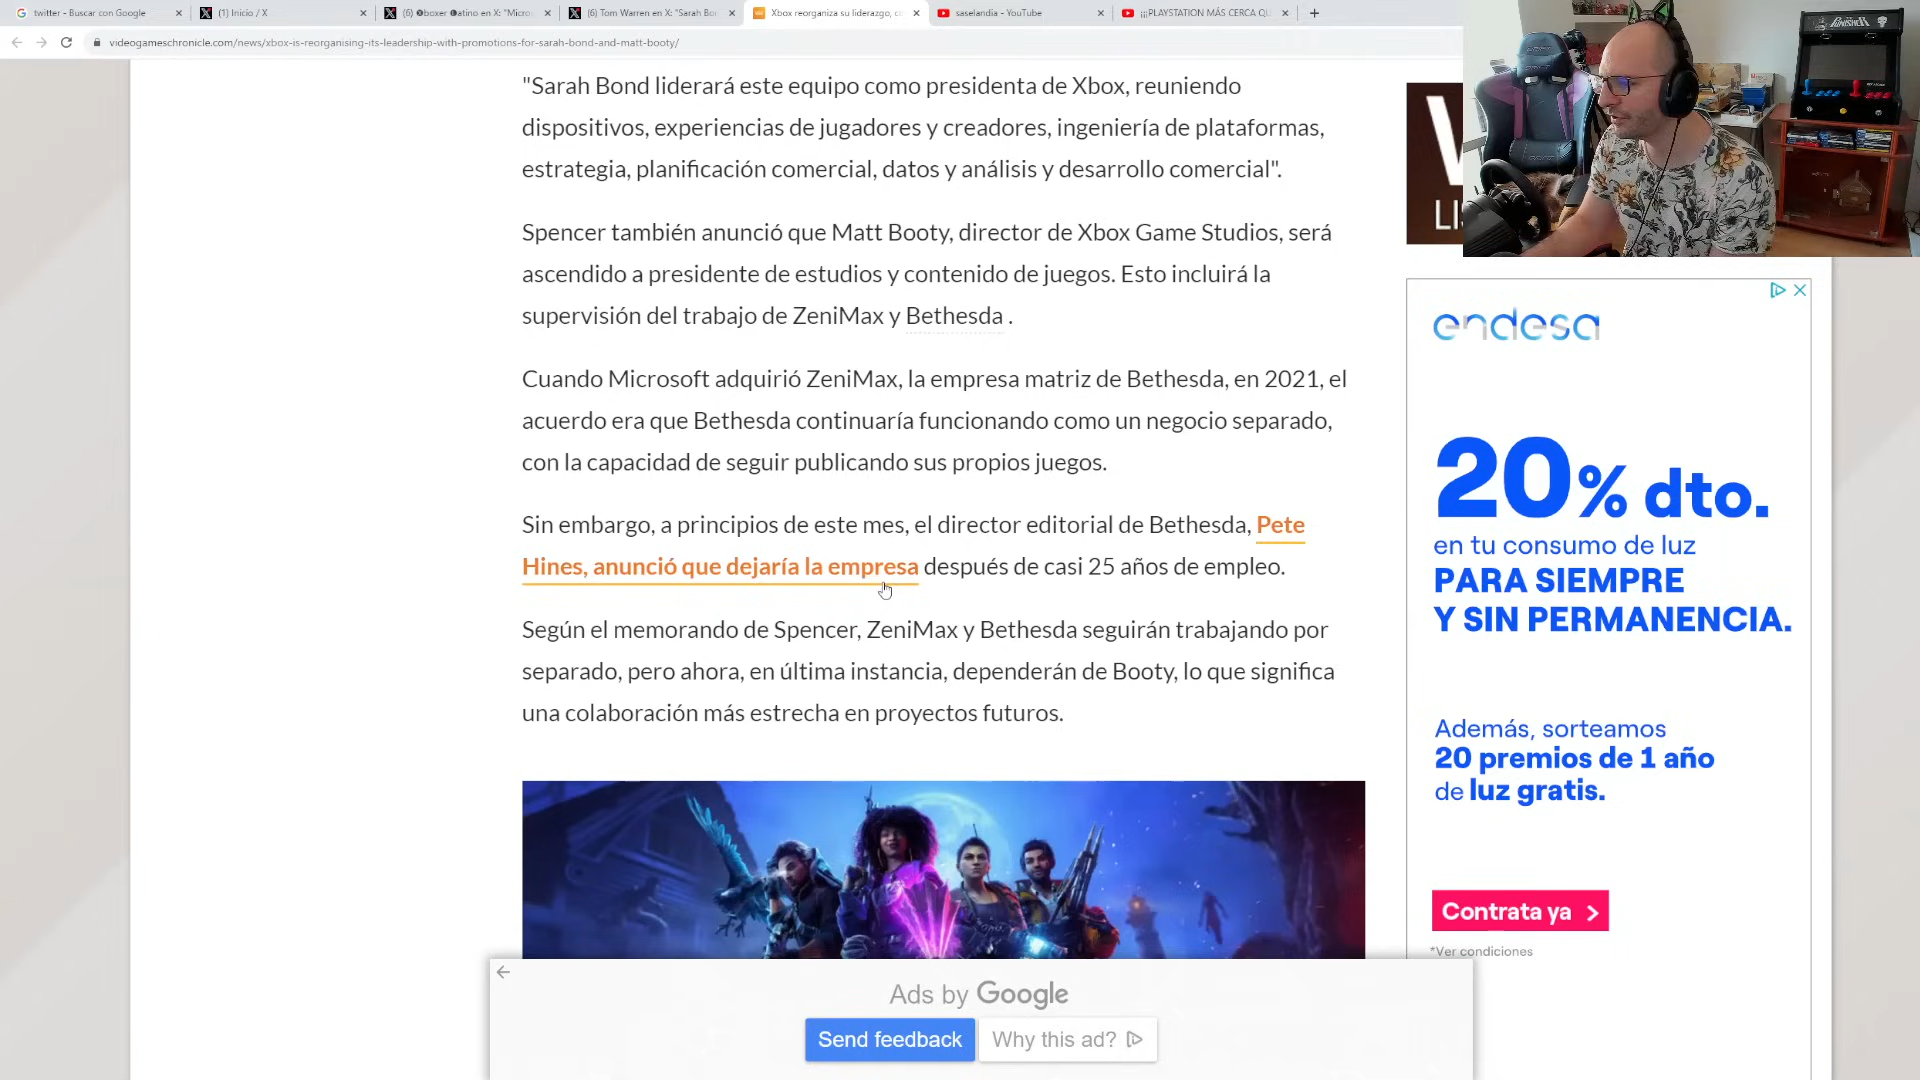 twitter - Buscar con Google
(1) Inicio / X
(6) Tom Warren en X: "Sarah Bo
Xbox reorganiza su liderazgo, c
saselandia - YouTube
¡¡¡PLAYSTATION MÁS CERCA QU
videogameschronicle.com/news/xbox-is-reorganising-its-leadership-with-promotions-for-sarah-bond-and-matt-booty/
"Sarah Bond liderará este equipo como presidenta de Xbox, reuniendo
dispositivos, experiencias de jugadores y creadores, ingeniería de plataformas,
estrategia, planificación comercial, datos y análisis y desarrollo comercial".
Spencer también anunció que Matt Booty, director de Xbox Game Studios, será
ascendido a presidente de estudios y contenido de juegos. Esto incluirá la
supervisión del trabajo de ZeniMax y Bethesda .
Cuando Microsoft adquirió ZeniMax, la empresa matriz de Bethesda, en 2021, el
acuerdo era que Bethesda continuaría funcionando como un negocio separado,
con la capacidad de seguir publicando sus propios juegos.
Sin embargo, a principios de este mes, el director editorial de Bethesda, Pete
Hines, anunció que dejaría la empresa después de casi 25 años de empleo.
Según el memorando de Spencer, ZeniMax y Bethesda seguirán trabajando por
separado, pero ahora, en última instancia, dependerán de Booty, lo que significa
una colaboración más estrecha en proyectos futuros.
Ads by Google
Send feedback
Why this ad?
endesa
20% dto.
en tu consumo de luz
PARA SIEMPRE
Y SIN PERMANENCIA.
Además, sorteamos
20 premios de 1 año
de luz gratis.
Contrata ya
*Ver condiciones